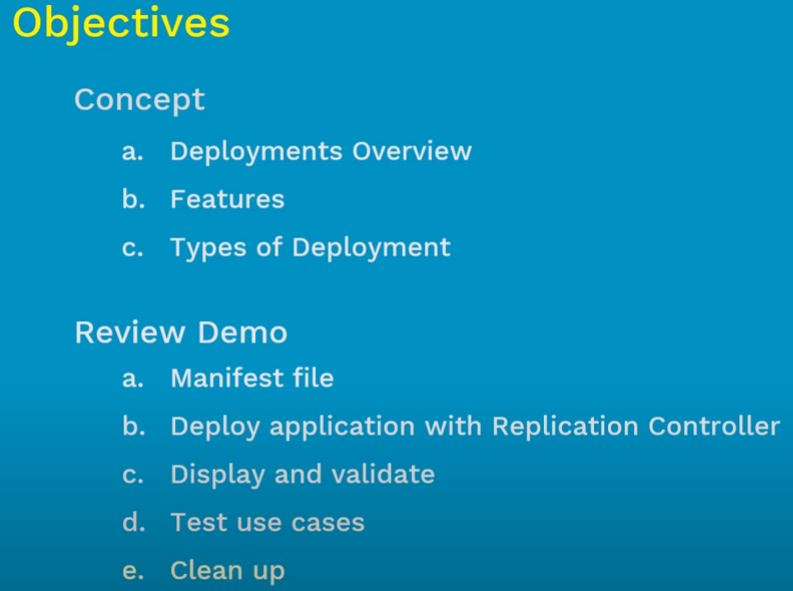 Objectives
Concept
a. Deployments Overview
b. Features
c. Types of Deployment
Review Demo
a. Manifest file
b. Deploy application with Replication Controller
c. Display and validate
d. Test use cases
e. Clean up